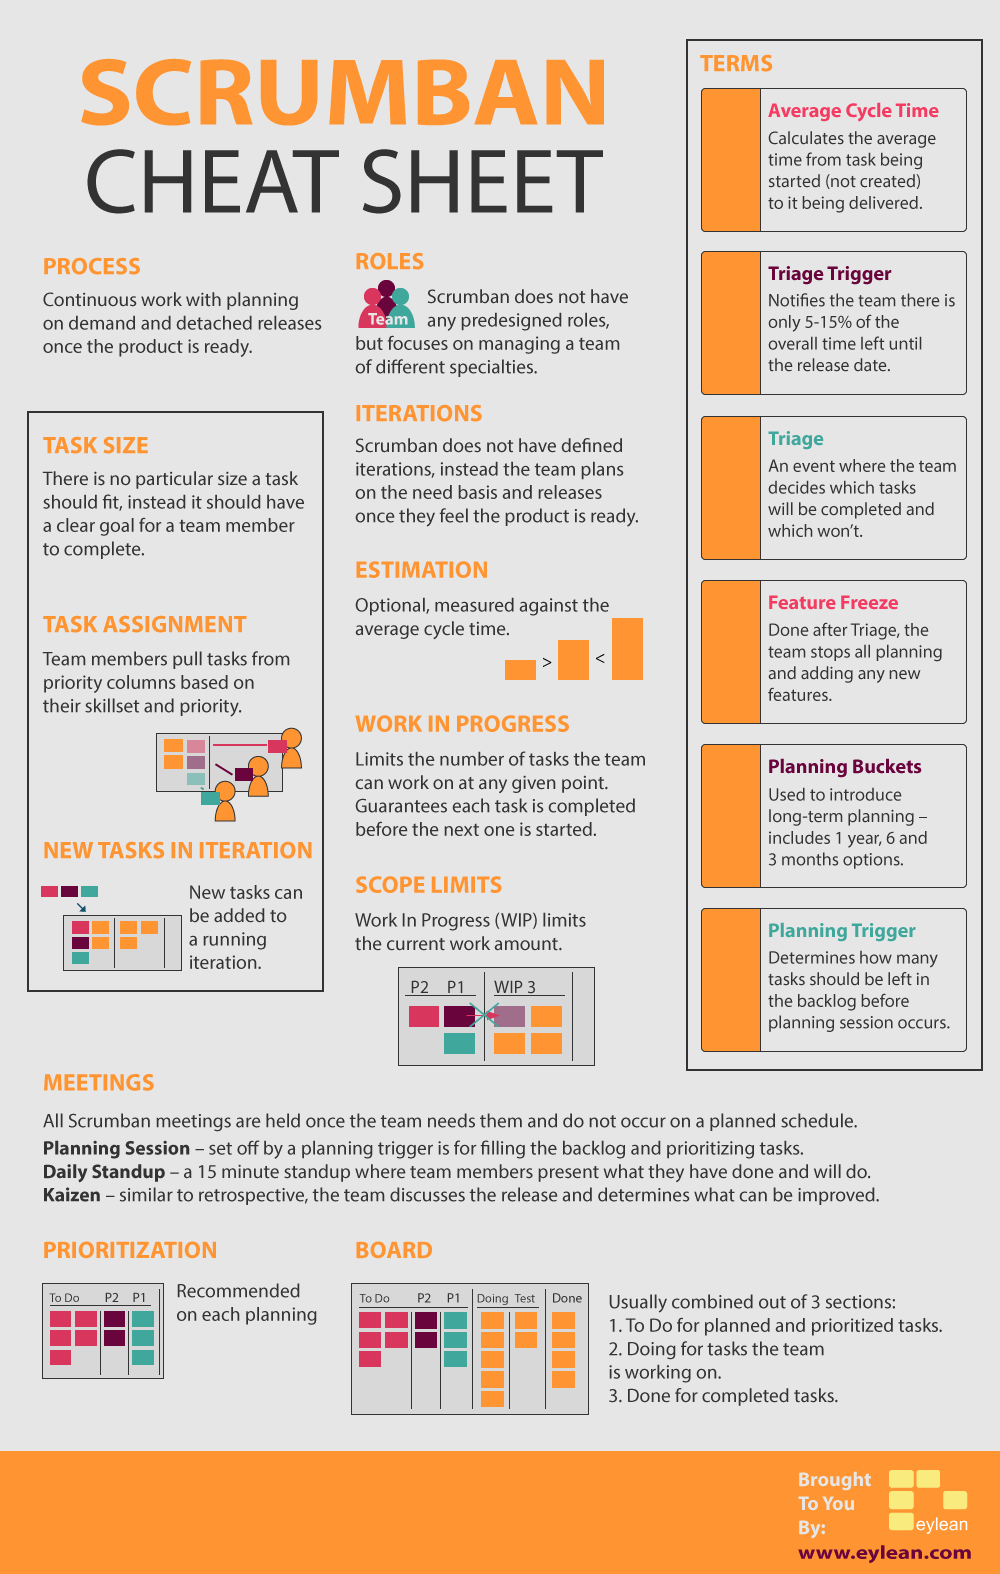 SCRUMBAN
CHEAT SHEET
PROCESS
Continuous work with planning
on demand and detached releases
once the product is ready.
TASK SIZE
There is no particular size a task
should fit, instead it should have
a clear goal for a team member
to complete.
TASK ASSIGNMENT
Team members pull tasks from
priority columns based on
their skillset and priority.
NEW TASKS IN ITERATION
New tasks can
be added to
a running
iteration.
ROLES
Team
Scrumban does not have
any predesigned roles,
but focuses on managing a team
of different specialties.
ITERATIONS
Scrumban does not have defined
iterations, instead the team plans
on the need basis and releases
once they feel the product is ready.
ESTIMATION
Optional, measured against the
average cycle time.
> <
WORK IN PROGRESS
Limits the number of tasks the team
can work on at any given point.
Guarantees each task is completed
before the next one is started.
SCOPE LIMITS
Work In Progress (WIP) limits
the current work amount.
P2 P1 WIP 3
TERMS
Average Cycle Time
Calculates the average
time from task being
started (not created)
to it being delivered.
Triage Trigger
Notifies the team there is
only 5-15% of the
overall time left until
the release date.
Triage
An event where the team
decides which tasks
will be completed and
which won't.
Feature Freeze
Done after Triage, the
team stops all planning
and adding any new
features.
Planning Buckets
Used to introduce
long-term planning –
includes 1 year, 6 and
3 months options.
Planning Trigger
Determines how many
tasks should be left in
the backlog before
planning session occurs.
MEETINGS
All Scrumban meetings are held once the team needs them and do not occur on a planned schedule.
Planning Session – set off by a planning trigger is for filling the backlog and prioritizing tasks.
Daily Standup – a 15 minute standup where team members present what they have done and will do.
Kaizen – similar to retrospective, the team discusses the release and determines what can be improved.
PRIORITIZATION
To Do P2 P1
Recommended
on each planning
BOARD
To Do P2 P1 Doing Test Done
Usually combined out of 3 sections:
1. To Do for planned and prioritized tasks.
2. Doing for tasks the team
is working on.
3. Done for completed tasks.
Brought
To You
By:
eylean
www.eylean.com